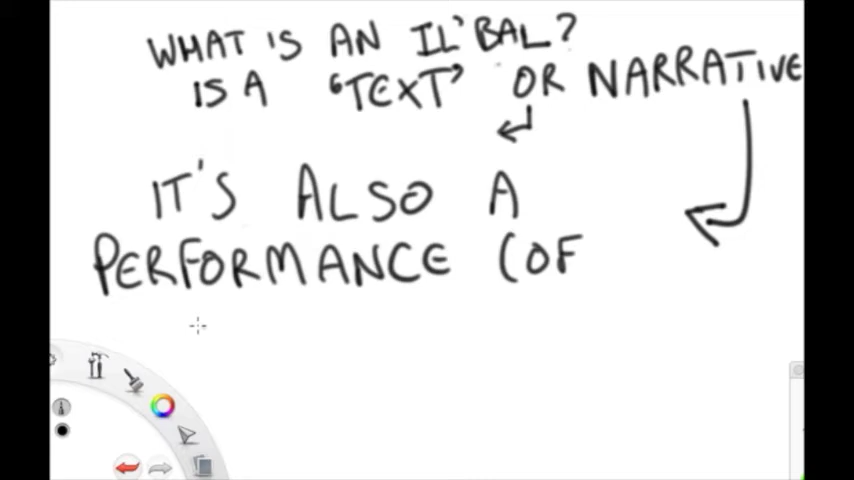 WHAT IS AN IL'BAL?
IS A 'TEXT' OR NARRATIVE
IT'S ALSO A
PERFORMANCE (OF